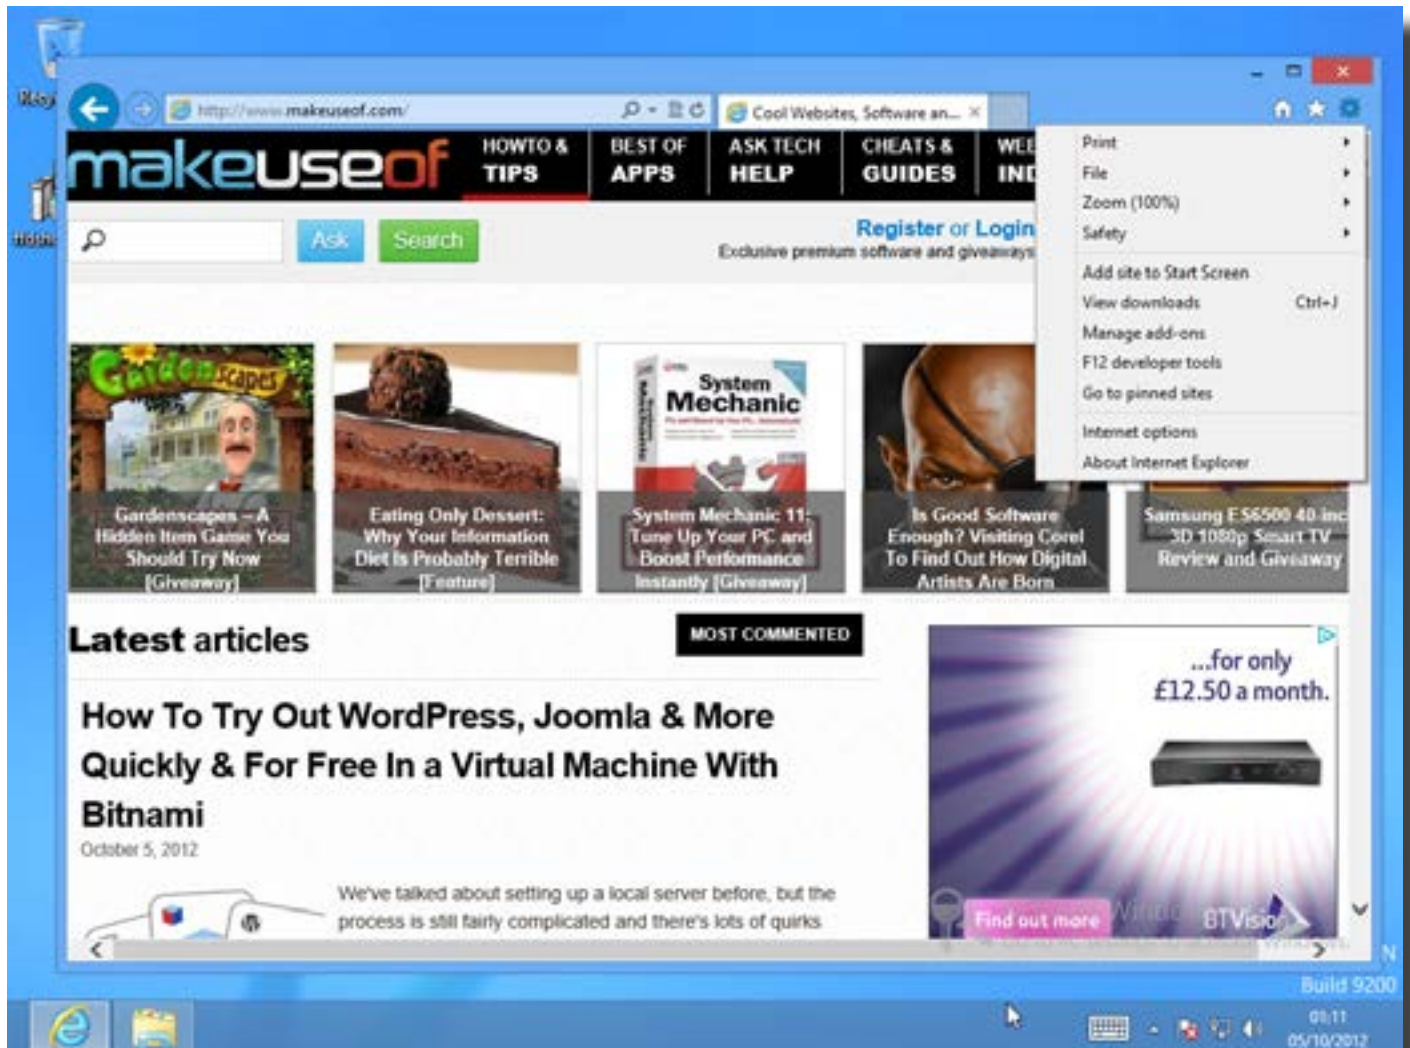 http://www.makeuseof.com/
Cool Websites, Software an...
makeuseof
HOWTO &
TIPS
BEST OF
APPS
ASK TECH
HELP
CHEATS &
GUIDES
Print
File
Zoom (100%)
Safety
Add site to Start Screen
View downloads Ctrl+J
Manage add-ons
F12 developer tools
Go to pinned sites
Internet options
About Internet Explorer
Ask
Search
Register or Login
Exclusive premium software and giveaways
Gardenscapes
System
Mechanic
Gardenscapes – A
Hidden Item Game You
Should Try Now
[Giveaway]
Eating Only Dessert:
Why Your Information
Diet Is Probably Terrible
[Feature]
System Mechanic 11:
Tune Up Your PC and
Boost Performance
Instantly [Giveaway]
Is Good Software
Enough? Visiting Corel
To Find Out How Digital
Artists Are Born
Samsung ES6500 40-inc
3D 1080p Smart TV
Review and Giveaway
Latest articles
MOST COMMENTED
How To Try Out WordPress, Joomla & More
Quickly & For Free In a Virtual Machine With
Bitnami
October 5, 2012
We've talked about setting up a local server before, but the
process is still fairly complicated and there's lots of quirks
...for only
£12.50 a month.
Find out more
BTVision
Build 9200
01:11
05/10/2012